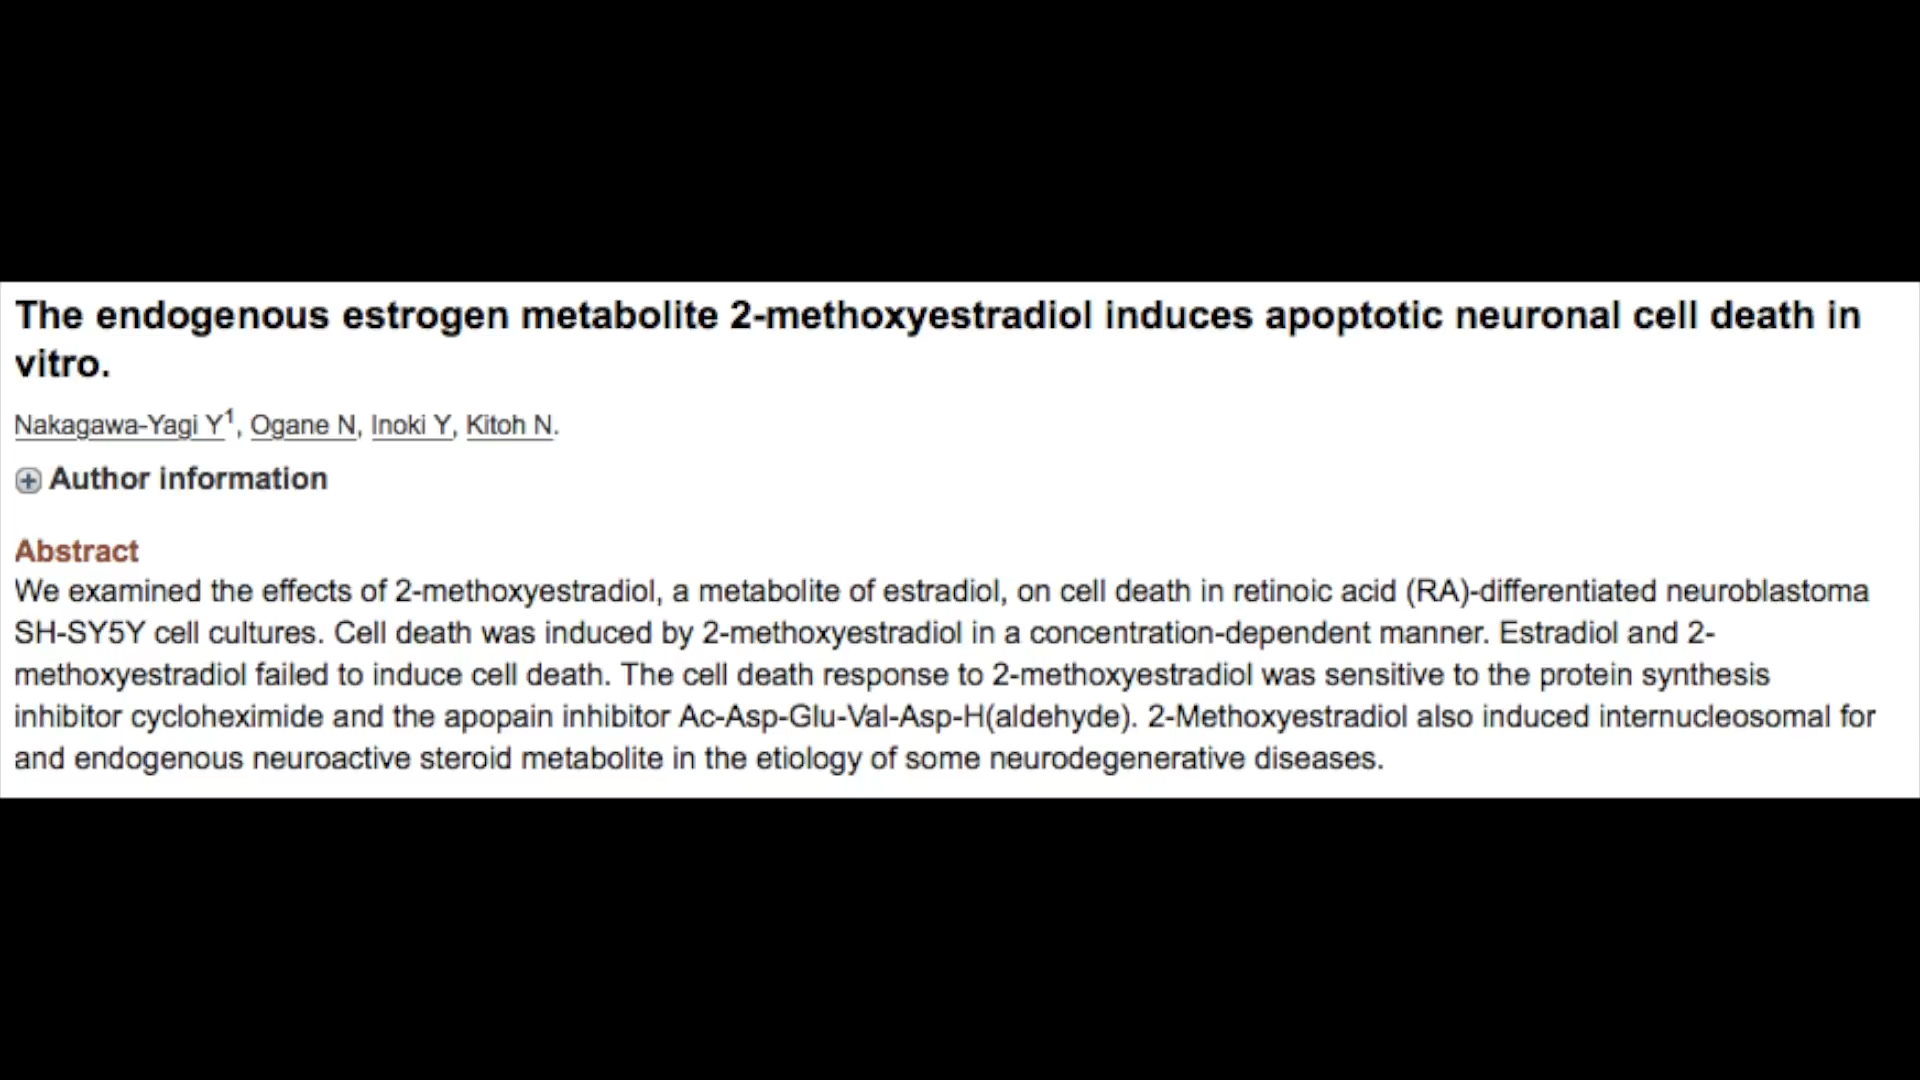 The endogenous estrogen metabolite 2-methoxyestradiol induces apoptotic neuronal cell death in
vitro.
Nakagawa-Yagi Y1, Ogane N, Inoki Y, Kitoh N.
Author information
Abstract
We examined the effects of 2-methoxyestradiol, a metabolite of estradiol, on cell death in retinoic acid (RA)-differentiated neuroblastoma
SH-SY5Y cell cultures. Cell death was induced by 2-methoxyestradiol in a concentration-dependent manner. Estradiol and 2-
methoxyestradiol failed to induce cell death. The cell death response to 2-methoxyestradiol was sensitive to the protein synthesis
inhibitor cycloheximide and the apopain inhibitor Ac-Asp-Glu-Val-Asp-H(aldehyde). 2-Methoxyestradiol also induced internucleosomal for
and endogenous neuroactive steroid metabolite in the etiology of some neurodegenerative diseases.